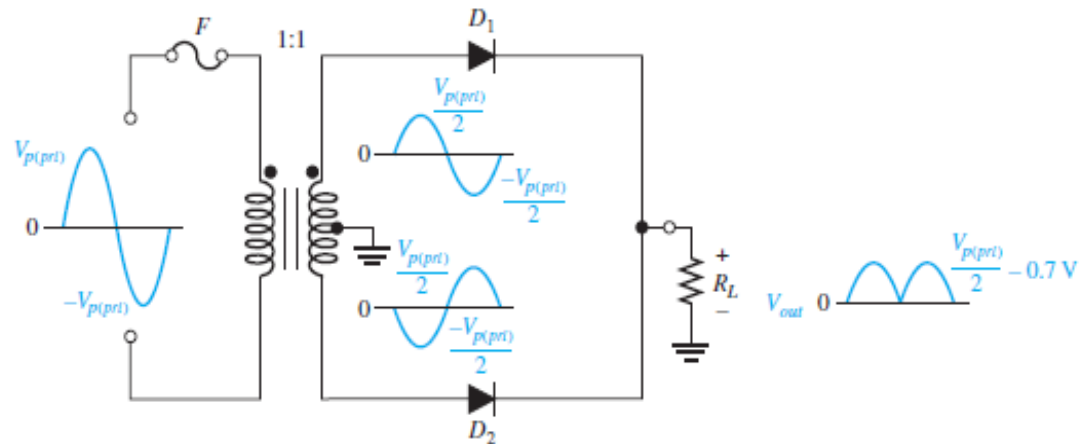 F
1:1
D1
Vp(pri)
0
−Vp(pri)
Vp(pri)
2
0
−Vp(pri)
2
Vp(pri)
2
0
−Vp(pri)
2
D2
+
RL
−
Vout 0
Vp(pri)
2 − 0.7 V